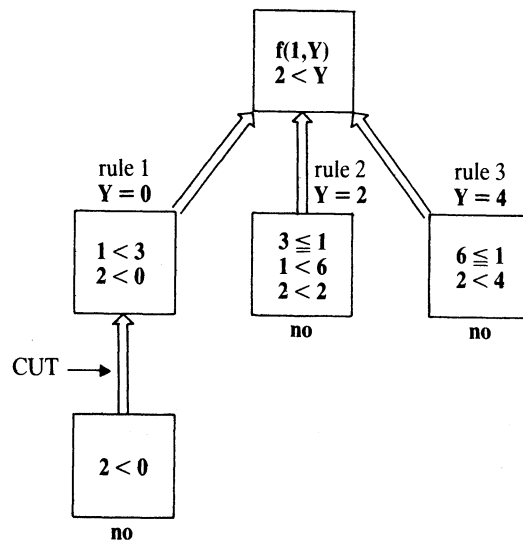 f(1,Y)
2 < Y
rule 1
Y = 0
rule 2
Y = 2
rule 3
Y = 4
1 < 3
2 < 0
3 ≦ 1
1 < 6
2 < 2
no
6 ≦ 1
2 < 4
no
CUT
2 < 0
no